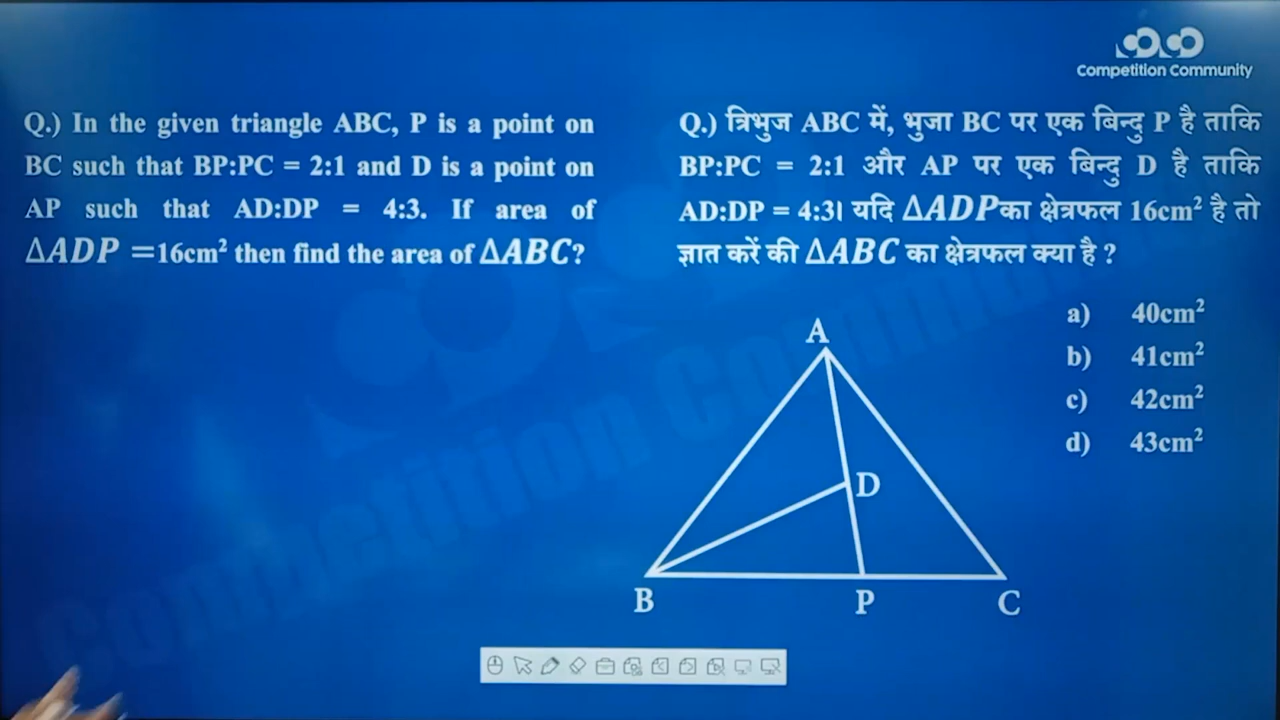 Competition Community
Q.) In the given triangle ABC, P is a point on
BC such that BP:PC = 2:1 and D is a point on
AP such that AD:DP = 4:3. If area of
ΔADP =16cm² then find the area of ΔABC?
Q.) त्रिभुज ABC में, भुजा BC पर एक बिन्दु P है ताकि
BP:PC = 2:1 और AP पर एक बिन्दु D है ताकि
AD:DP = 4:3। यदि ΔADPका क्षेत्रफल 16cm² है तो
ज्ञात करें की ΔABC का क्षेत्रफल क्या है ?
a) 40cm²
b) 41cm²
c) 42cm²
d) 43cm²
A
D
B P C
Competition Community